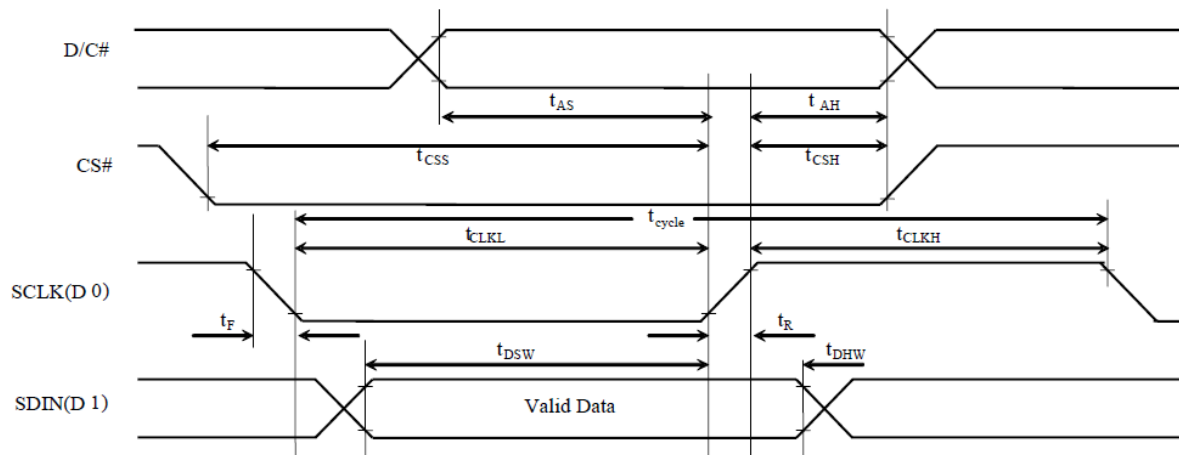 D/C#
tAS
tAH
CS#
tCSS
tCSH
tcycle
tCLKL
tCLKH
SCLK(D 0)
tF
tR
tDSW
tDHW
SDIN(D 1)
Valid Data